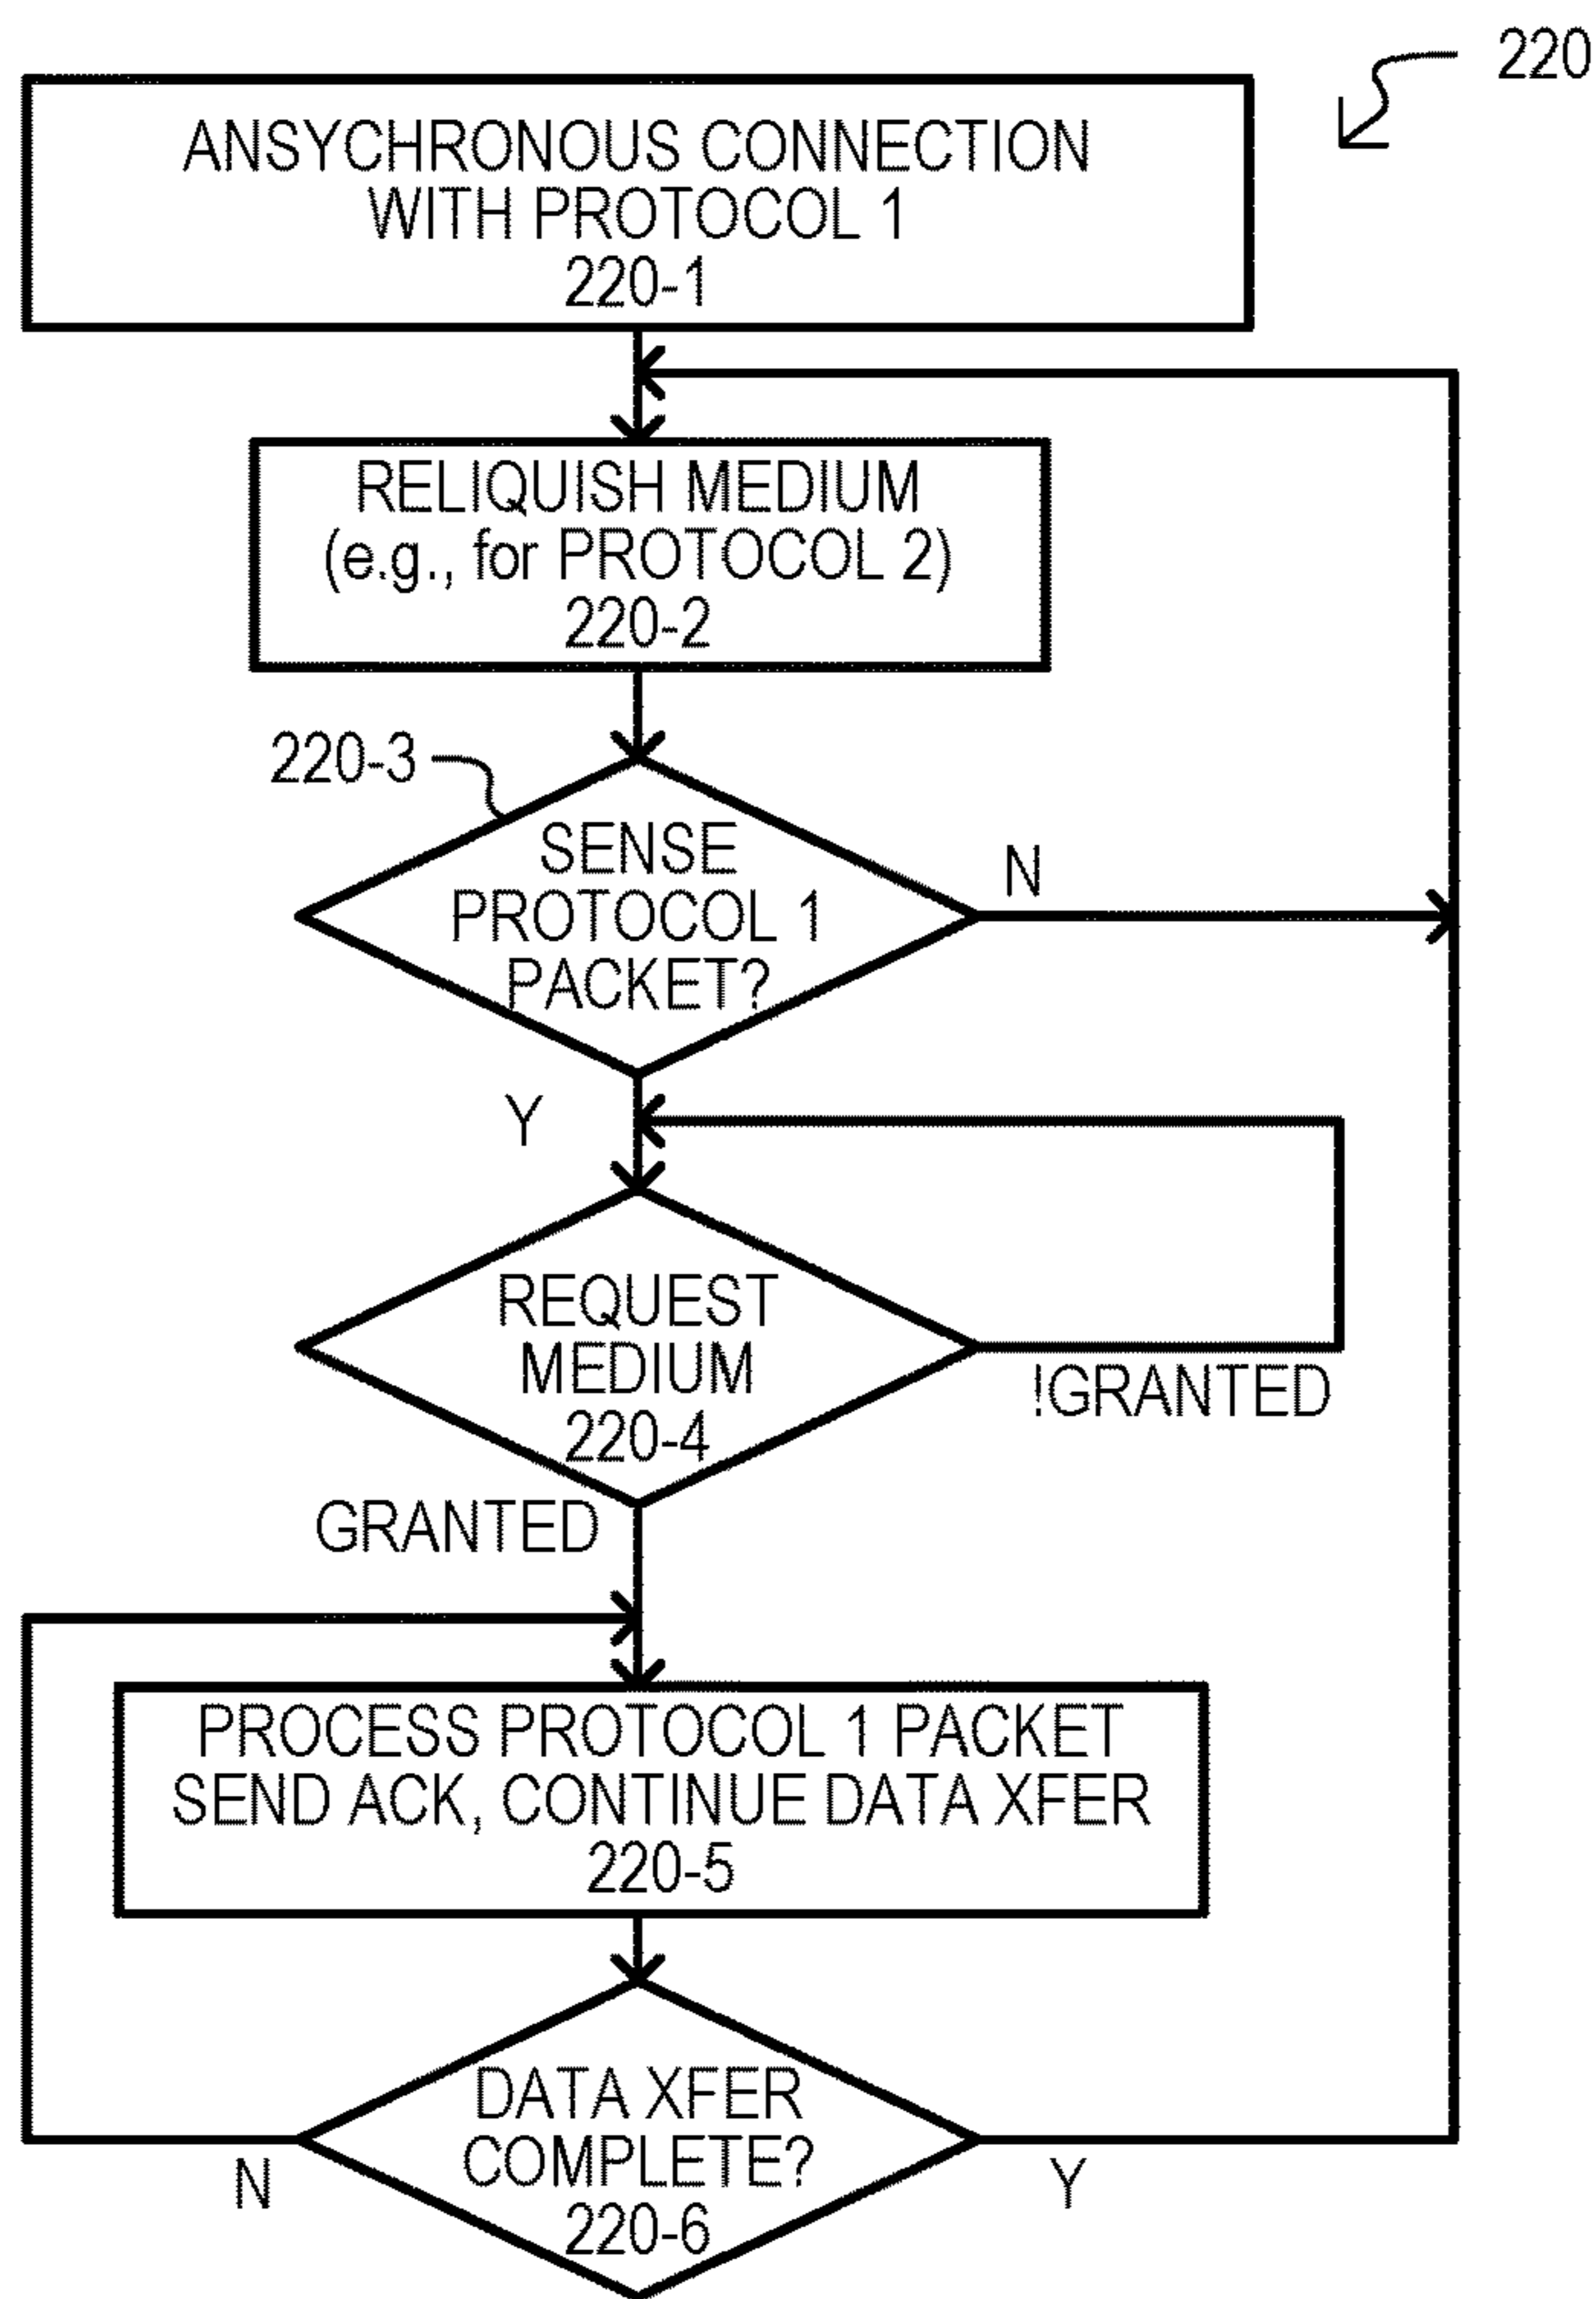 220
ANSYCHRONOUS CONNECTION
WITH PROTOCOL 1
220-1
RELIQUISH MEDIUM
(e.g., for PROTOCOL 2)
220-2
220-3
SENSE
PROTOCOL 1
PACKET?
N
Y
REQUEST
MEDIUM
220-4
!GRANTED
GRANTED
PROCESS PROTOCOL 1 PACKET
SEND ACK, CONTINUE DATA XFER
220-5
DATA XFER
COMPLETE?
220-6
N
Y